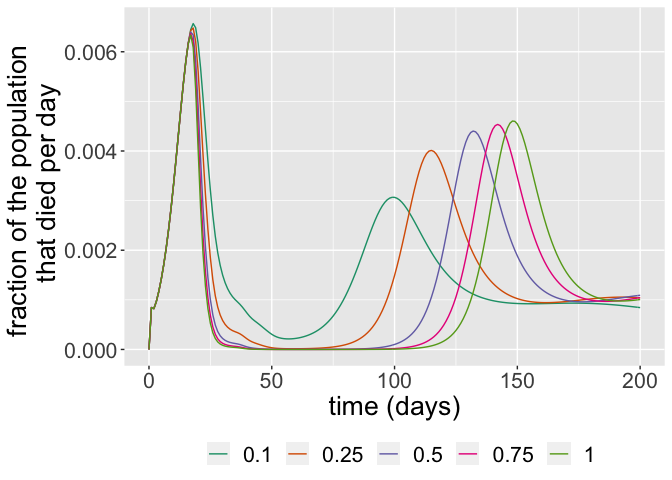 fraction of the population
that died per day
0.006
0.004
0.002
0.000
0 50 100 150 200
time (days)
0.1 0.25 0.5 0.75 1